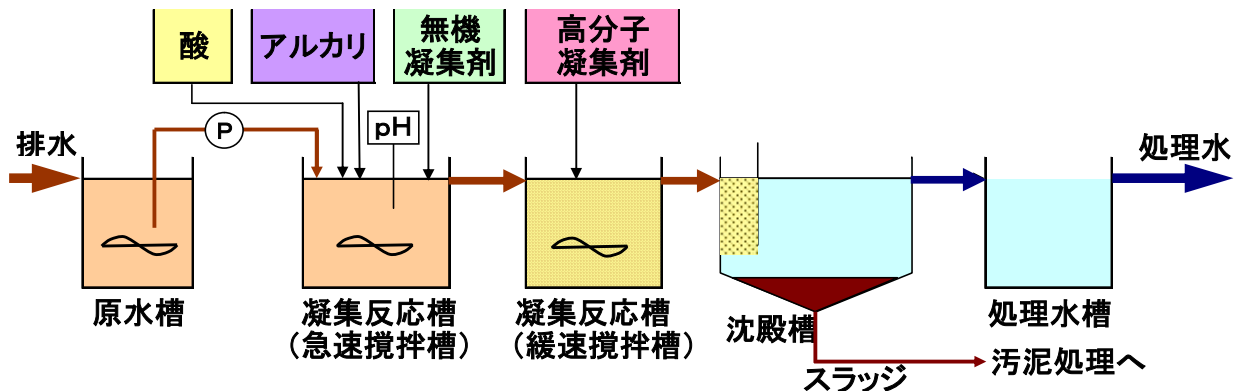 酸
アルカリ
無機
凝集剤
高分子
凝集剤
排水
P
pH
処理水
原水槽
凝集反応槽
（急速撹拌槽）
凝集反応槽
（緩速撹拌槽）
沈殿槽
処理水槽
スラッジ
汚泥処理へ